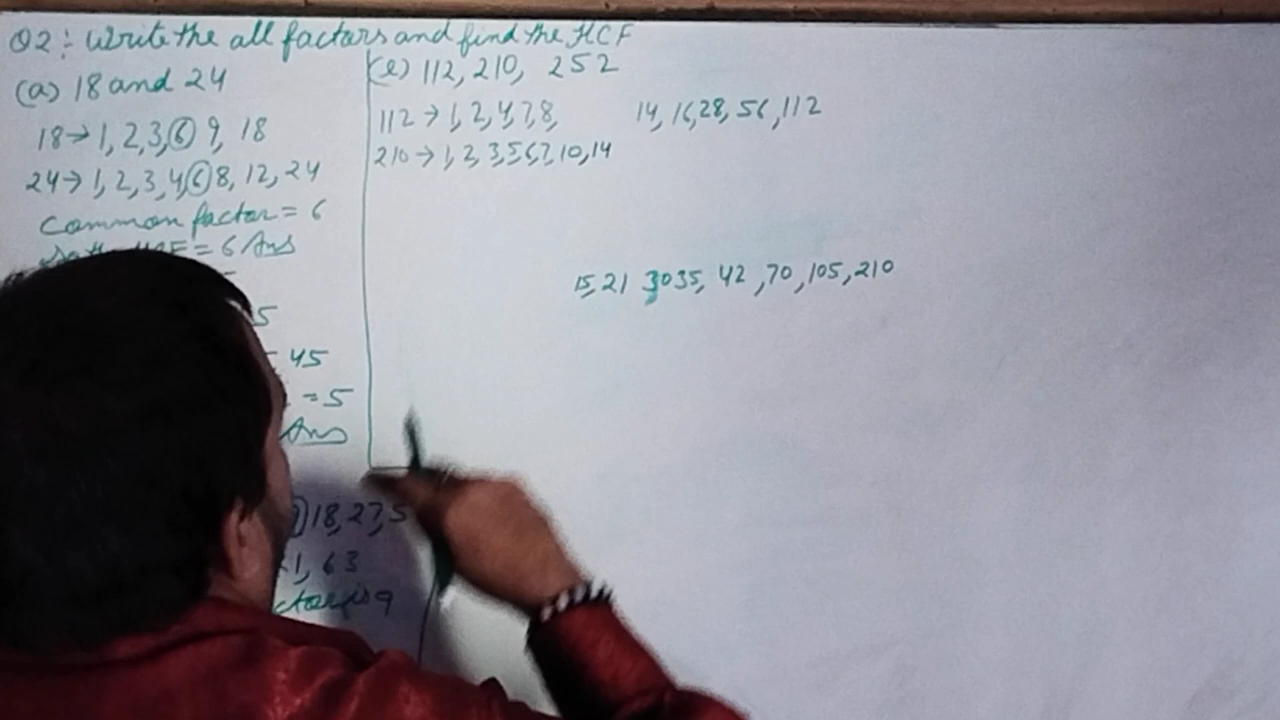 Q2:- Write the all factors and find the HCF
(a) 18 and 24
18→ 1, 2, 3, 6 9, 18
24→ 1, 2, 3, 4, 6 8, 12, 24
Common factor = 6
= 6 Ans
5
45
= 5
Ans
18, 27, 5
1, 63
9
(e) 112, 210, 252
112 → 1, 2, 4, 7, 8, 14, 16, 28, 56, 112
210 → 1, 2, 3, 5, 6, 7, 10, 14
15, 21 30 35, 42, 70, 105, 210